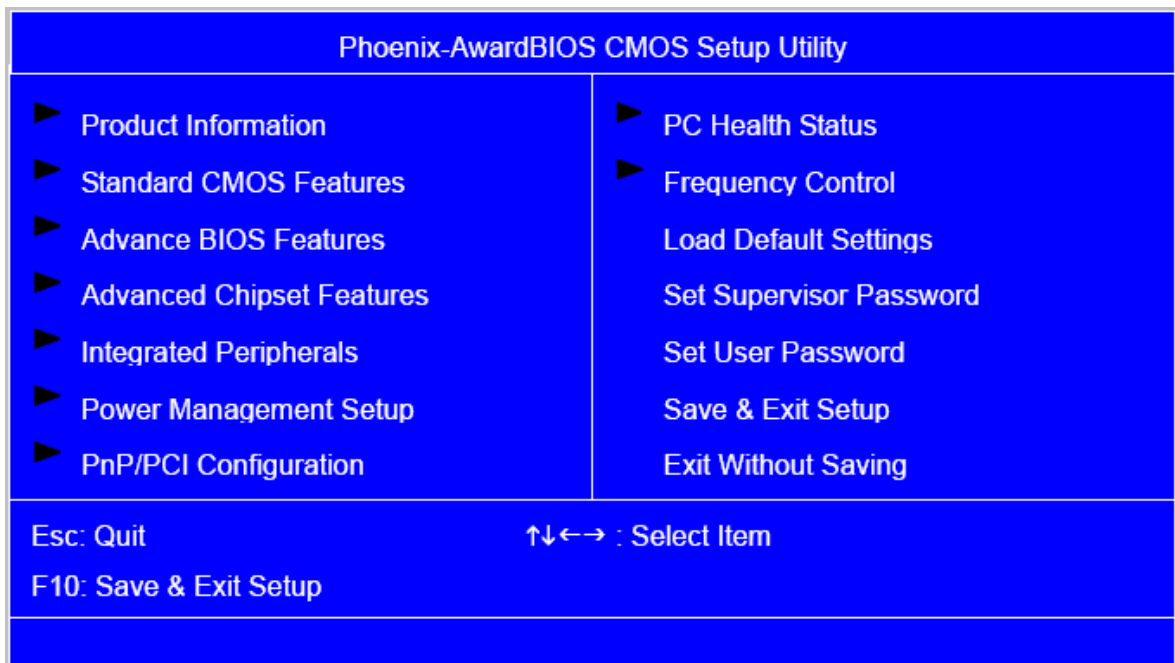 Phoenix-AwardBIOS CMOS Setup Utility
Product Information
Standard CMOS Features
Advance BIOS Features
Advanced Chipset Features
Integrated Peripherals
Power Management Setup
PnP/PCI Configuration
PC Health Status
Frequency Control
Load Default Settings
Set Supervisor Password
Set User Password
Save & Exit Setup
Exit Without Saving
Esc: Quit
↑↓←→ : Select Item
F10: Save & Exit Setup